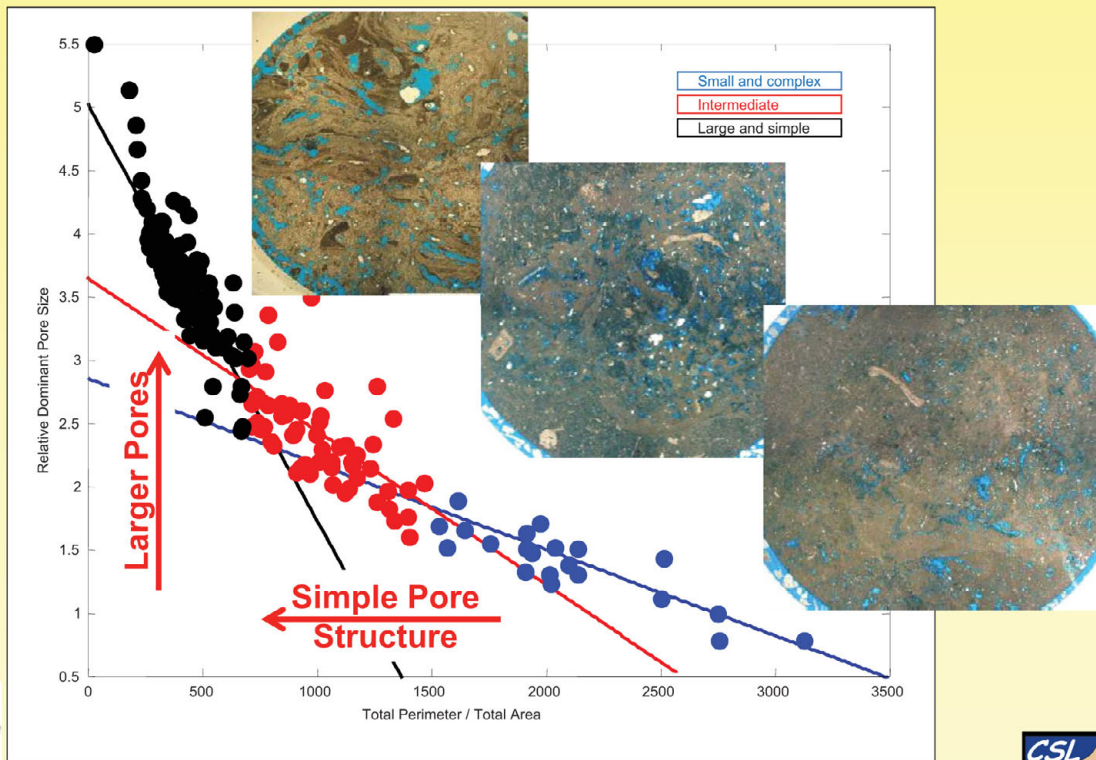 5.5
5
4.5
4
3.5
3
2.5
2
1.5
1
0.5
0
500
1000
1500
2000
2500
3000
3500
Relative Dominant Pore Size
Total Perimeter / Total Area
Small and complex
Intermediate
Large and simple
Larger Pores
Simple Pore
Structure
CSL